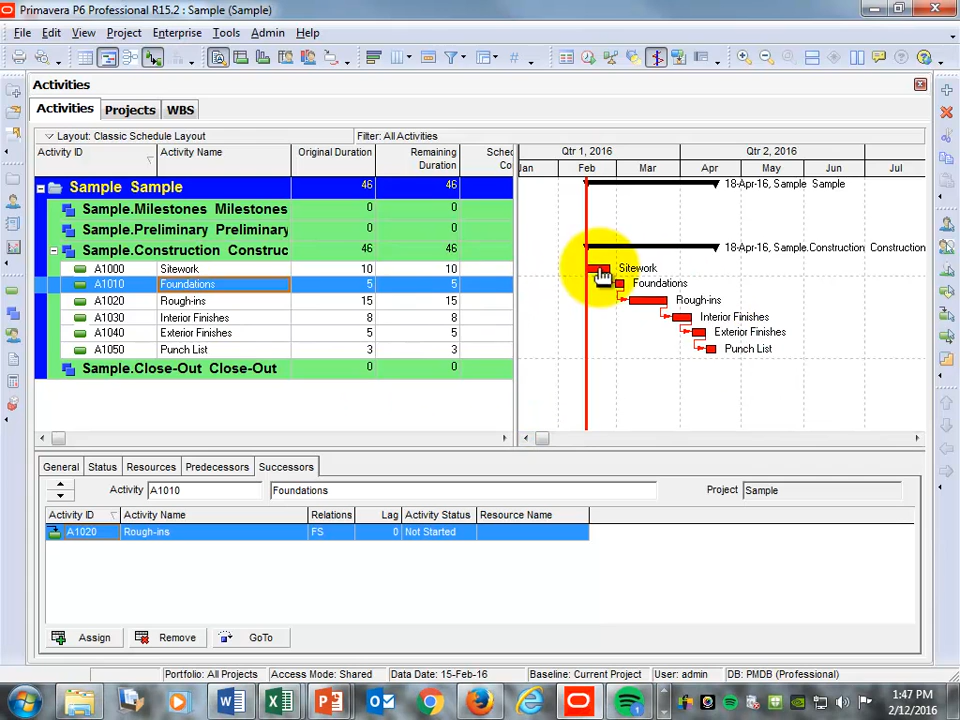 Primavera P6 Professional R15.2 : Sample (Sample)
File Edit View Project Enterprise Tools Admin Help
Activities
Activities Projects WBS
Layout: Classic Schedule Layout Filter: All Activities
Activity ID Activity Name Original Duration Remaining Duration Sched Co
Qtr 1, 2016 Qtr 2, 2016
Jan Feb Mar Apr May Jun Jul
Sample Sample 46 46 18-Apr-16, Sample Sample
Sample.Milestones Milestones 0 0
Sample.Preliminary Preliminary 0 0
Sample.Construction Construc 46 46 18-Apr-16, Sample.Construction Construction
A1000 Sitework 10 10 Sitework
A1010 Foundations 5 5 Foundations
A1020 Rough-ins 15 15 Rough-ins
A1030 Interior Finishes 8 8 Interior Finishes
A1040 Exterior Finishes 5 5 Exterior Finishes
A1050 Punch List 3 3 Punch List
Sample.Close-Out Close-Out 0 0
General Status Resources Predecessors Successors
Activity A1010 Foundations Project Sample
Activity ID Activity Name Relations Lag Activity Status Resource Name
A1020 Rough-ins FS 0 Not Started
Assign Remove GoTo
Portfolio: All Projects Access Mode: Shared Data Date: 15-Feb-16 Baseline: Current Project User: admin DB: PMDB (Professional)
1:47 PM
2/12/2016